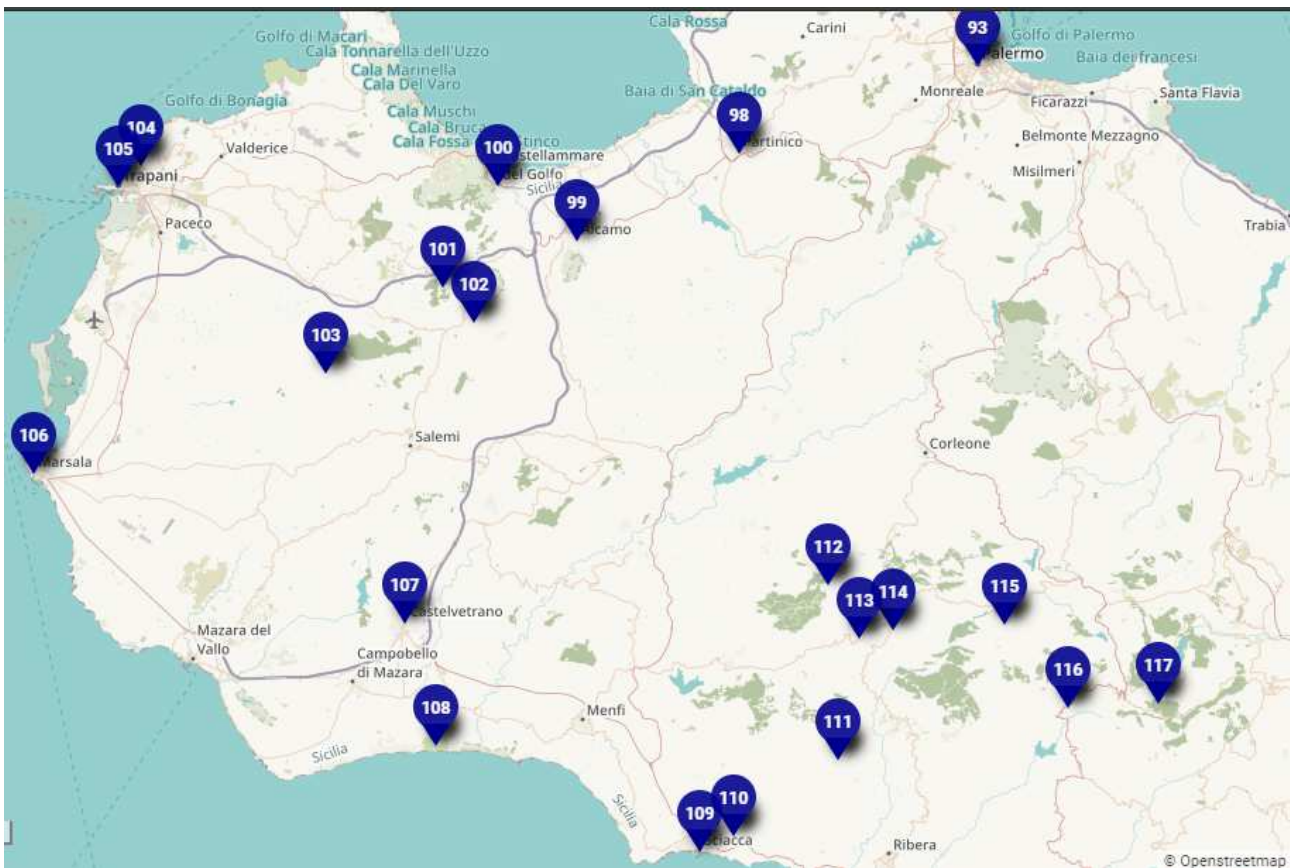 Cala Rossa
Carini
93
Golfo di Palermo
Palermo
Golfo di Macari
Cala Tonnarella dell'Uzzo
Cala Marinella
Cala Del Varo
Baia dei francesi
Golfo di Bonagia
Baia di San Cataldo
Monreale
Ficarazzi
Santa Flavia
Cala Muschi
Cala Bruca
Cala Fossa
98
104
105
Valderice
100
Belmonte Mezzagno
Misilmeri
Trapani
del Golfo
Sicilia
99
Paceco
Trabia
101
102
103
106
Marsala
Salemi
Corleone
112
107
113
114
115
Castelvetrano
Mazara del
Vallo
Campobello
di Mazara
116
117
108
Menfi
111
Sicilia
Sicilia
109
110
Sciacca
Ribera
© Openstreetmap